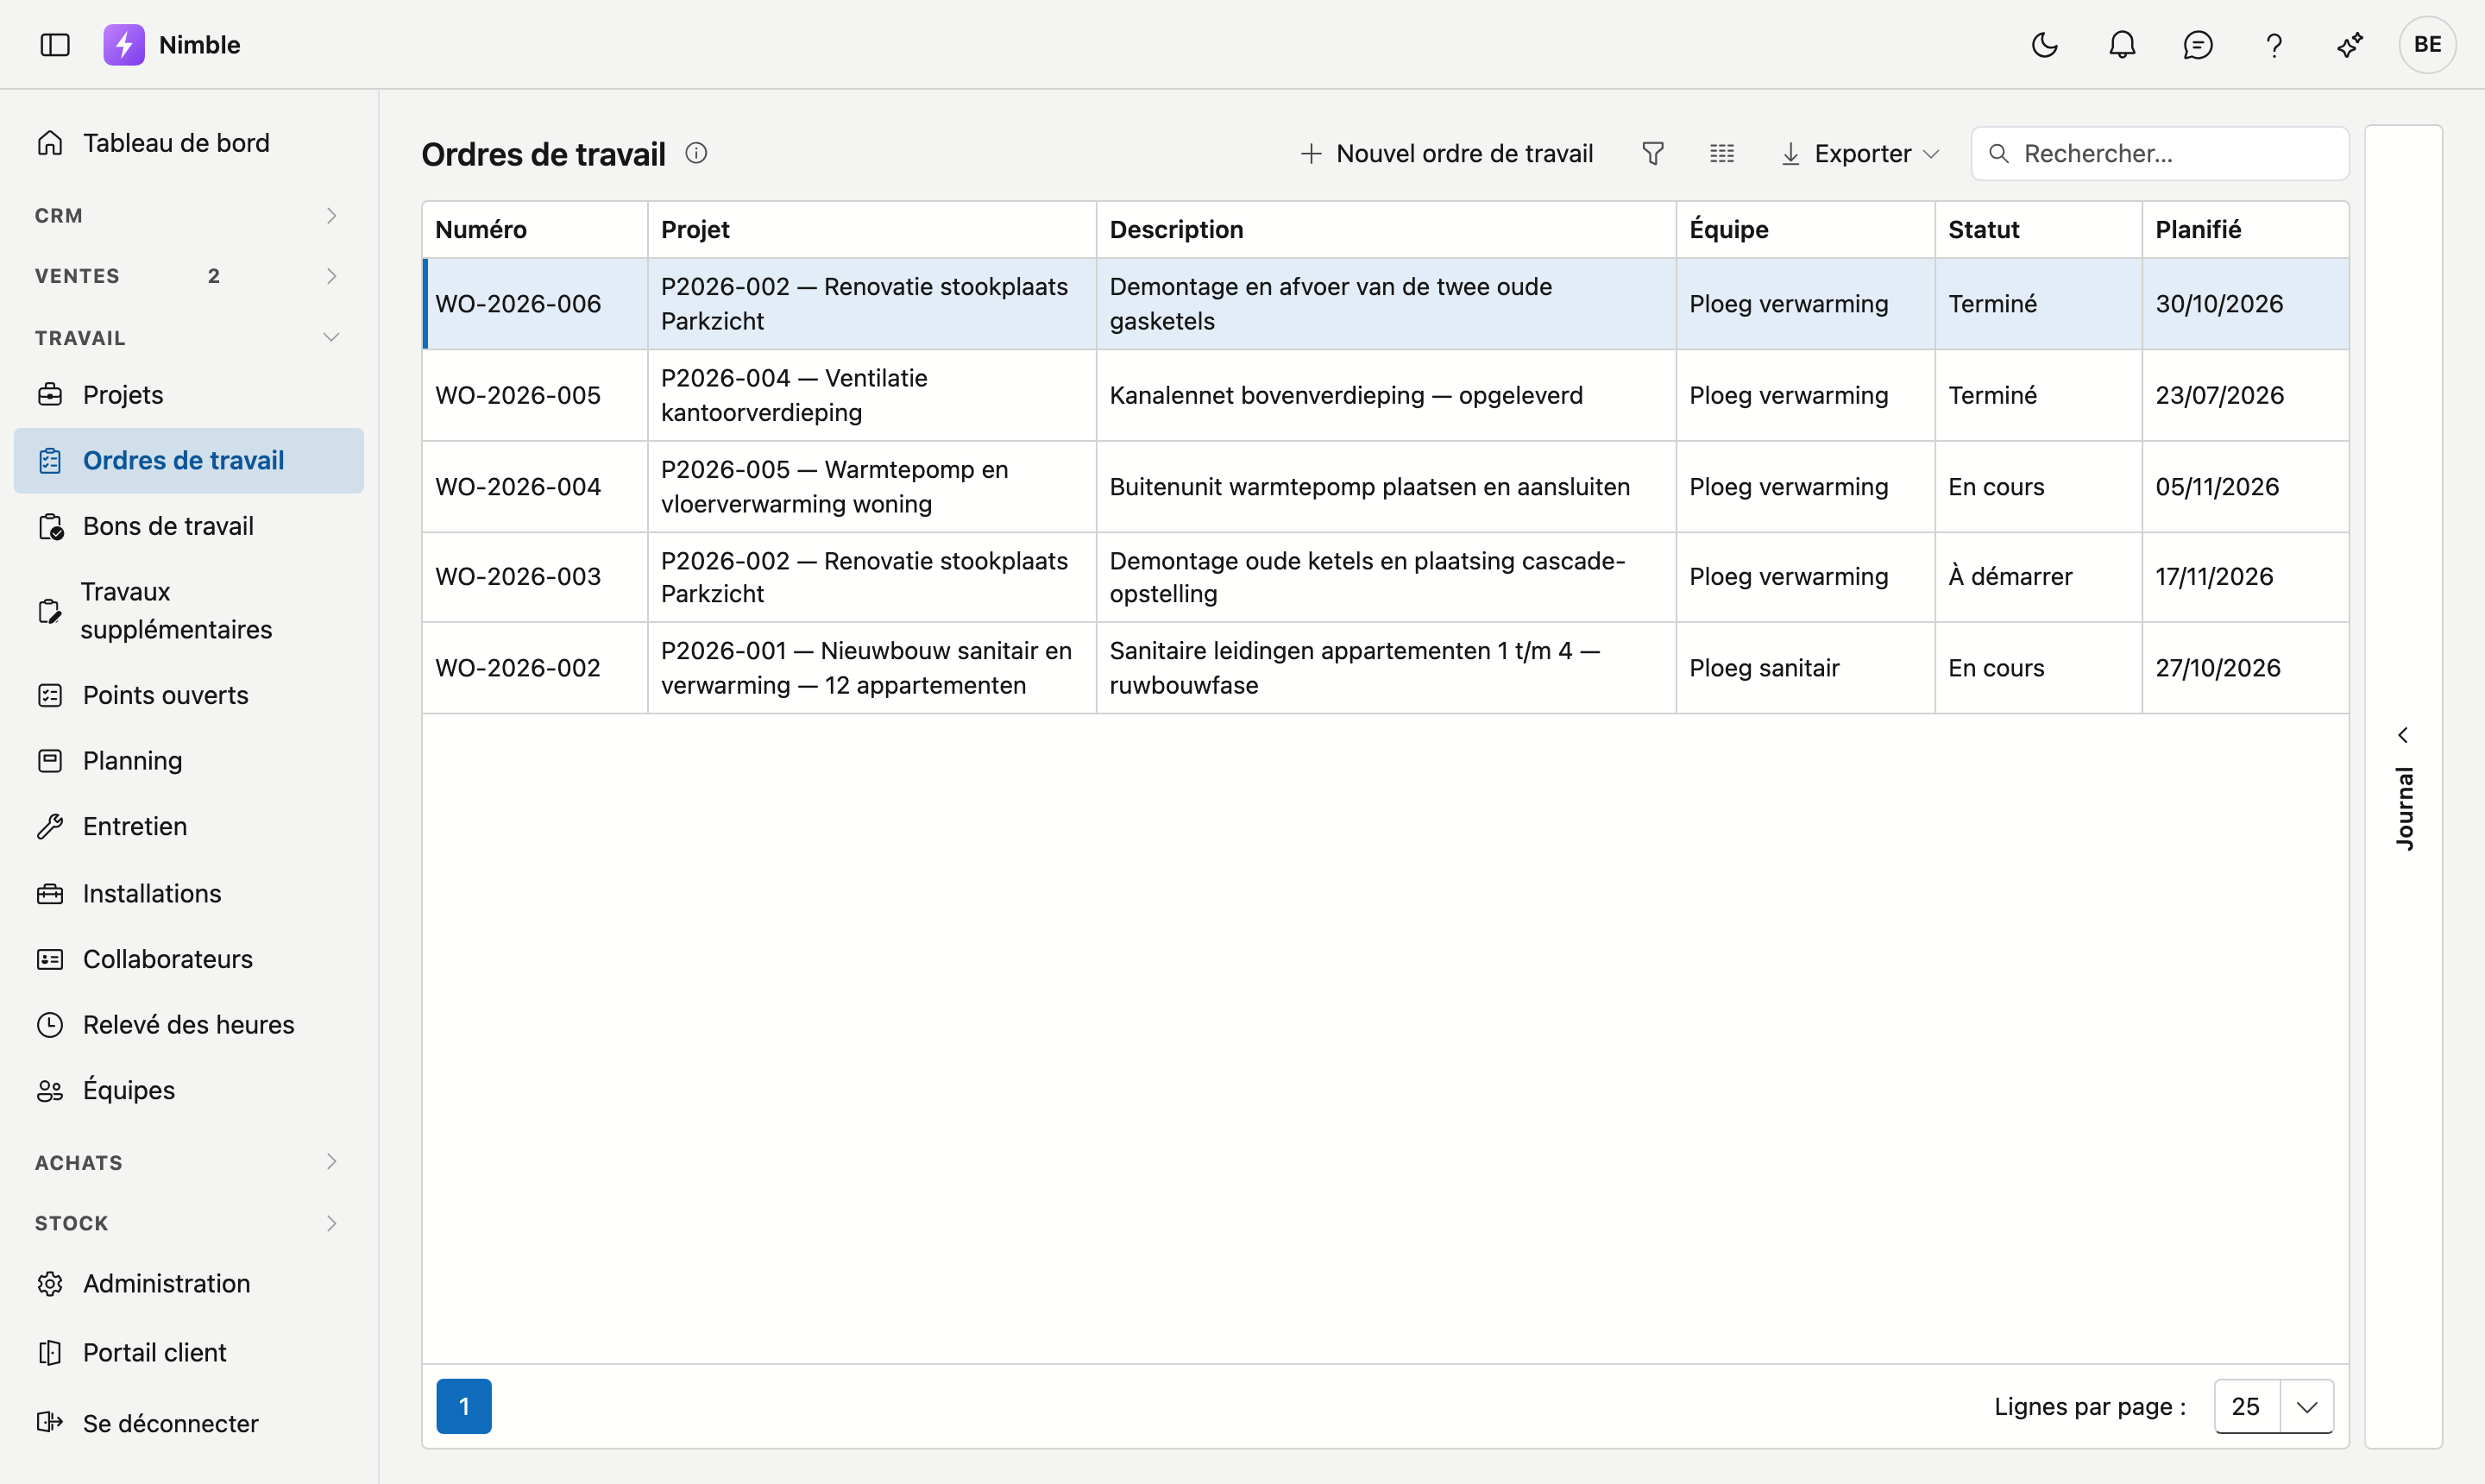 Nimble
BE
Tableau de bord
CRM
VENTES 2
TRAVAIL
Projets
Ordres de travail
Bons de travail
Travaux
supplémentaires
Points ouverts
Planning
Entretien
Installations
Collaborateurs
Relevé des heures
Équipes
ACHATS
STOCK
Administration
Portail client
Se déconnecter
Ordres de travail
Nouvel ordre de travail
Exporter
Rechercher...
Numéro Projet Description Équipe Statut Planifié
WO-2026-006 P2026-002 — Renovatie stookplaats Parkzicht Demontage en afvoer van de twee oude gasketels Ploeg verwarming Terminé 30/10/2026
WO-2026-005 P2026-004 — Ventilatie kantoorverdieping Kanalennet bovenverdieping — opgeleverd Ploeg verwarming Terminé 23/07/2026
WO-2026-004 P2026-005 — Warmtepomp en vloerverwarming woning Buitenunit warmtepomp plaatsen en aansluiten Ploeg verwarming En cours 05/11/2026
WO-2026-003 P2026-002 — Renovatie stookplaats Parkzicht Demontage oude ketels en plaatsing cascade-opstelling Ploeg verwarming À démarrer 17/11/2026
WO-2026-002 P2026-001 — Nieuwbouw sanitair en verwarming — 12 appartementen Sanitaire leidingen appartementen 1 t/m 4 — ruwbouwfase Ploeg sanitair En cours 27/10/2026
1
Lignes par page : 25
Journal